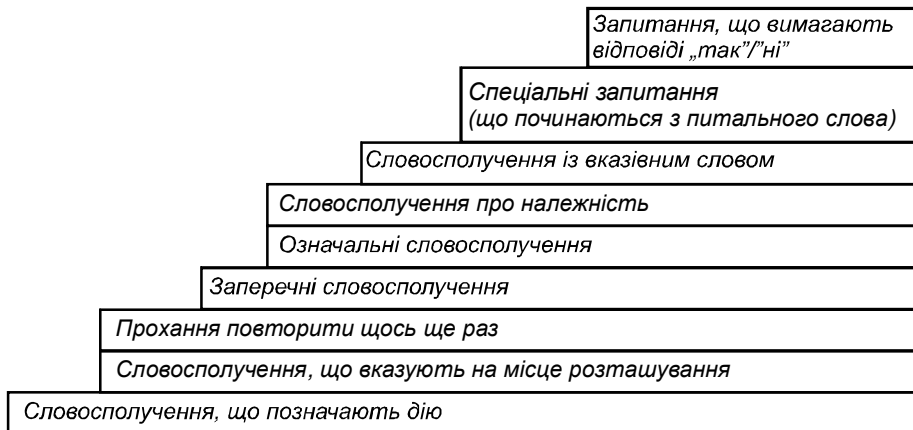 Запитання, що вимагають
відповіді „так”/”ні”
Спеціальні запитання
(що починаються з питального слова)
Словосполучення із вказівним словом
Словосполучення про належність
Означальні словосполучення
Заперечні словосполучення
Прохання повторити щось ще раз
Словосполучення, що вказують на місце розташування
Словосполучення, що позначають дію